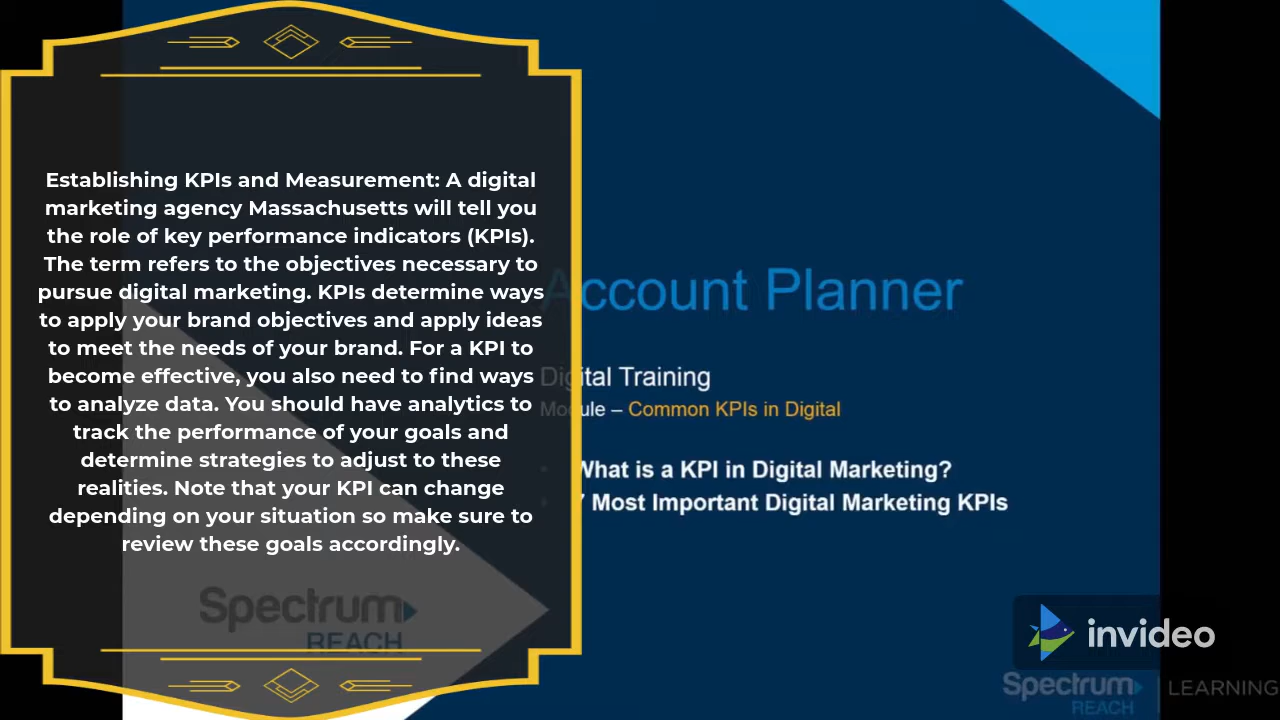 Establishing KPIs and Measurement: A digital
marketing agency Massachusetts will tell you
the role of key performance indicators (KPIs).
The term refers to the objectives necessary to
pursue digital marketing. KPIs determine ways
to apply your brand objectives and apply ideas
to meet the needs of your brand. For a KPI to
become effective, you also need to find ways
to analyze data. You should have analytics to
track the performance of your goals and
determine strategies to adjust to these
realities. Note that your KPI can change
depending on your situation so make sure to
review these goals accordingly.
Account Planner
Digital Training
Module – Common KPIs in Digital
• What is a KPI in Digital Marketing?
• 7 Most Important Digital Marketing KPIs
Spectrum
REACH
invideo
Spectrum
REACH
LEARNING